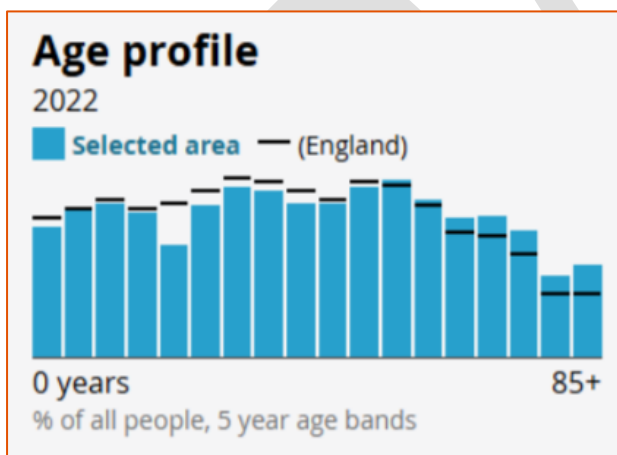 Age profile
2022
Selected area (England)
0 years 85+
% of all people, 5 year age bands